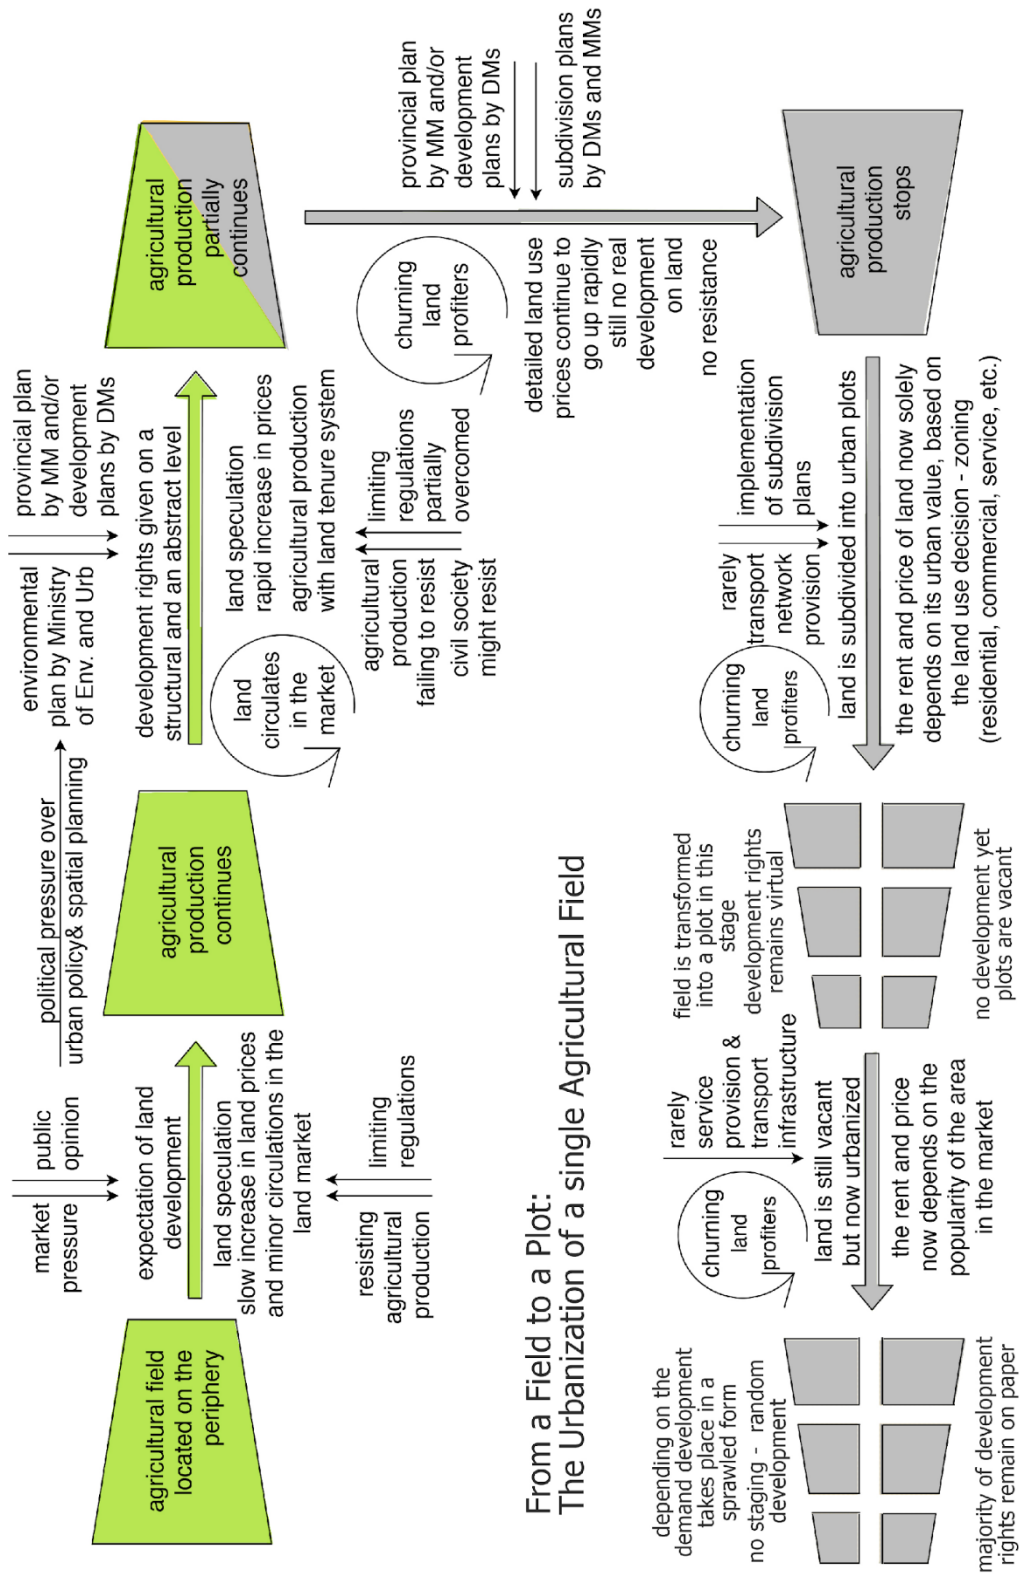 agricultural field
located on the
periphery
market
pressure
public
opinion
expectation of land
development
land speculation
slow increase in land prices
and minor circulations in the
land market
resisting
agricultural
production
limiting
regulations
political pressure over
urban policy& spatial planning
agricultural
production
continues
environmental
plan by Ministry
of Env. and Urb
provincial plan
by MM and/or
development
plans by DMs
development rights given on a
structural and an abstract level
land
circulates
in the
market
land speculation
rapid increase in prices
agricultural production
with land tenure system
agricultural
production
failing to resist
civil society
might resist
limiting
regulations
partially
overcomed
agricultural
production
partially
continues
provincial plan
by MM and/or
development
plans by DMs
subdivision plans
by DMs and MMs
churning
land
profiters
detailed land use
prices continue to
go up rapidly
still no real
development
on land
no resistance
agricultural
production
stops
From a Field to a Plot:
The Urbanization of a single Agricultural Field
rarely
transport
network
provision
implementation
of subdivision
plans
churning
land
profiters
land is subdivided into urban plots
the rent and price of land now solely
depends on its urban value, based on
the land use decision - zoning
(residential, commercial, service, etc.)
field is transformed
into a plot in this
stage
development rights
remains virtual
no development yet
plots are vacant
rarely
service
provision &
transport
infrastructure
churning
land
profiters
land is still vacant
but now urbanized
the rent and price
now depends on the
popularity of the area
in the market
depending on the
demand development
takes place in a
sprawled form
no staging - random
development
majority of development
rights remain on paper